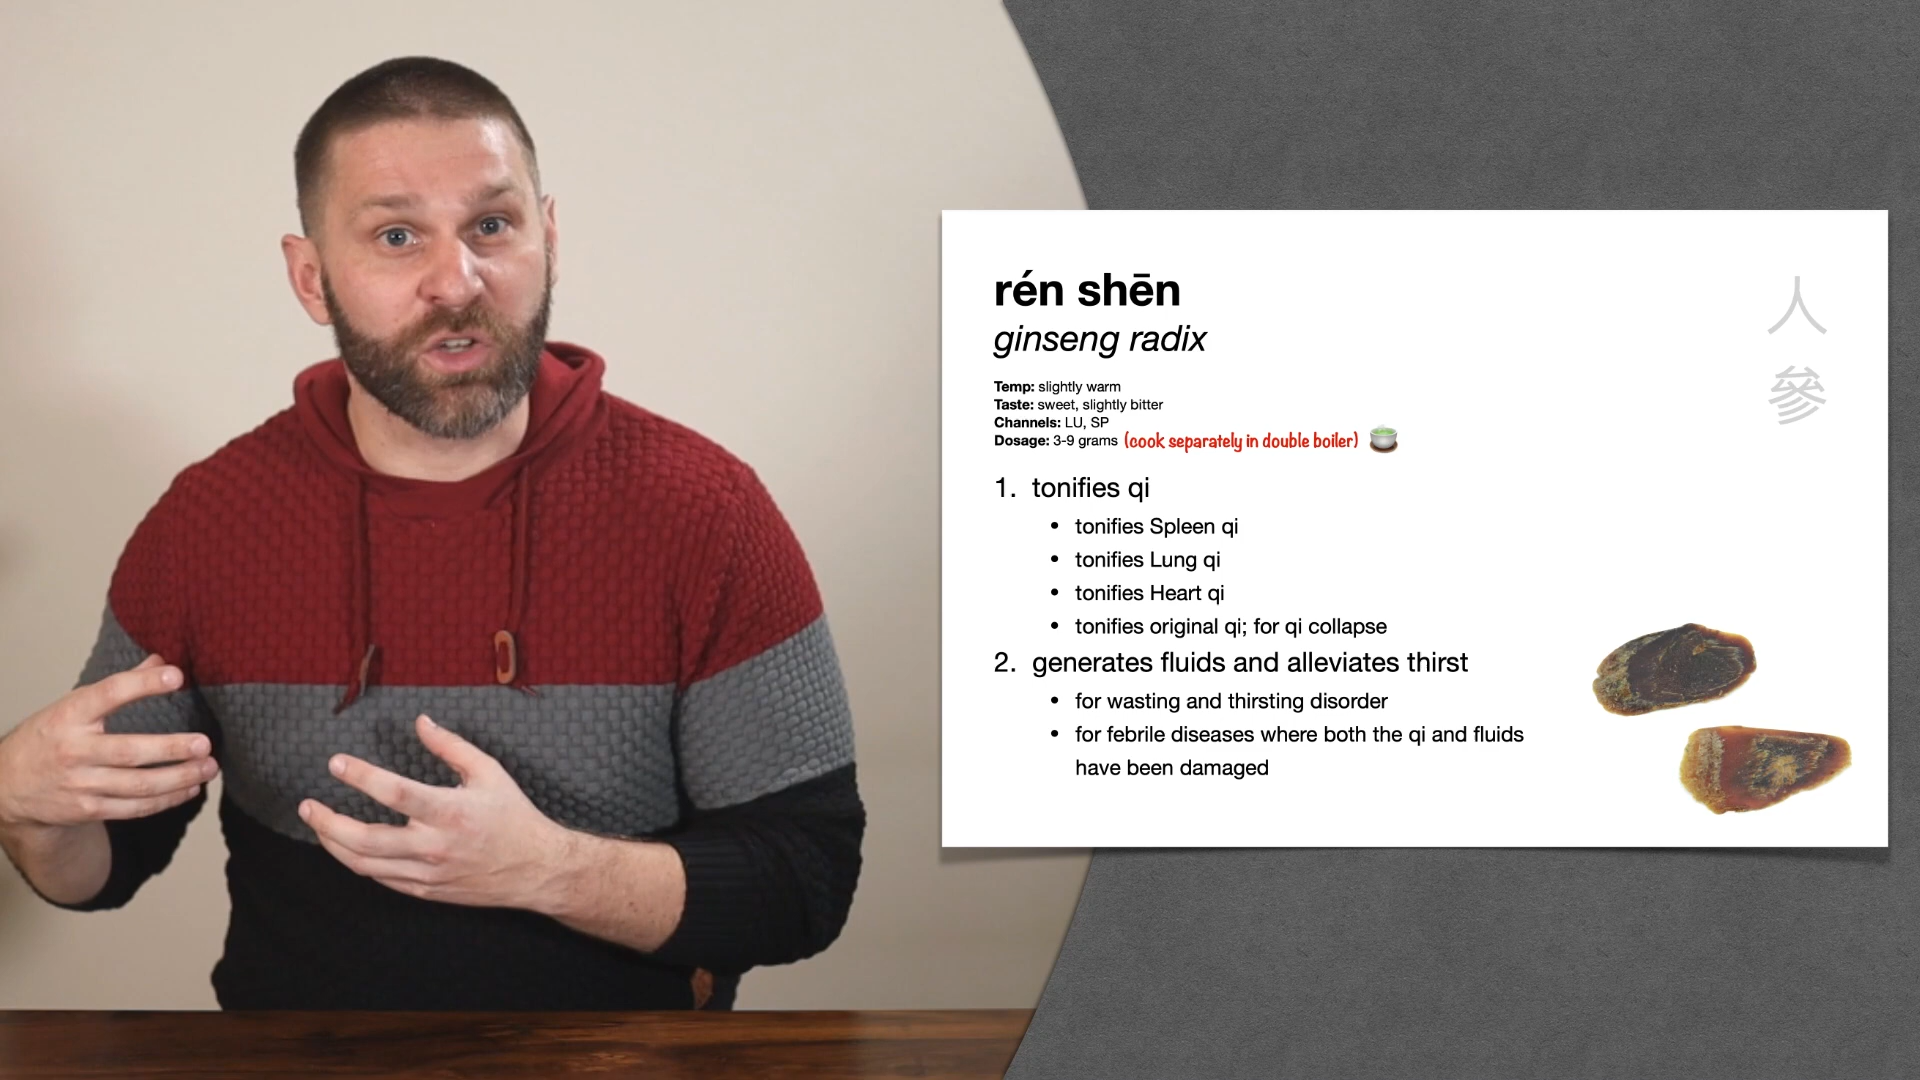 rén shēn
ginseng radix
人
參
Temp: slightly warm
Taste: sweet, slightly bitter
Channels: LU, SP
Dosage: 3-9 grams (cook separately in double boiler)
1. tonifies qi
• tonifies Spleen qi
• tonifies Lung qi
• tonifies Heart qi
• tonifies original qi; for qi collapse
2. generates fluids and alleviates thirst
• for wasting and thirsting disorder
• for febrile diseases where both the qi and fluids
have been damaged